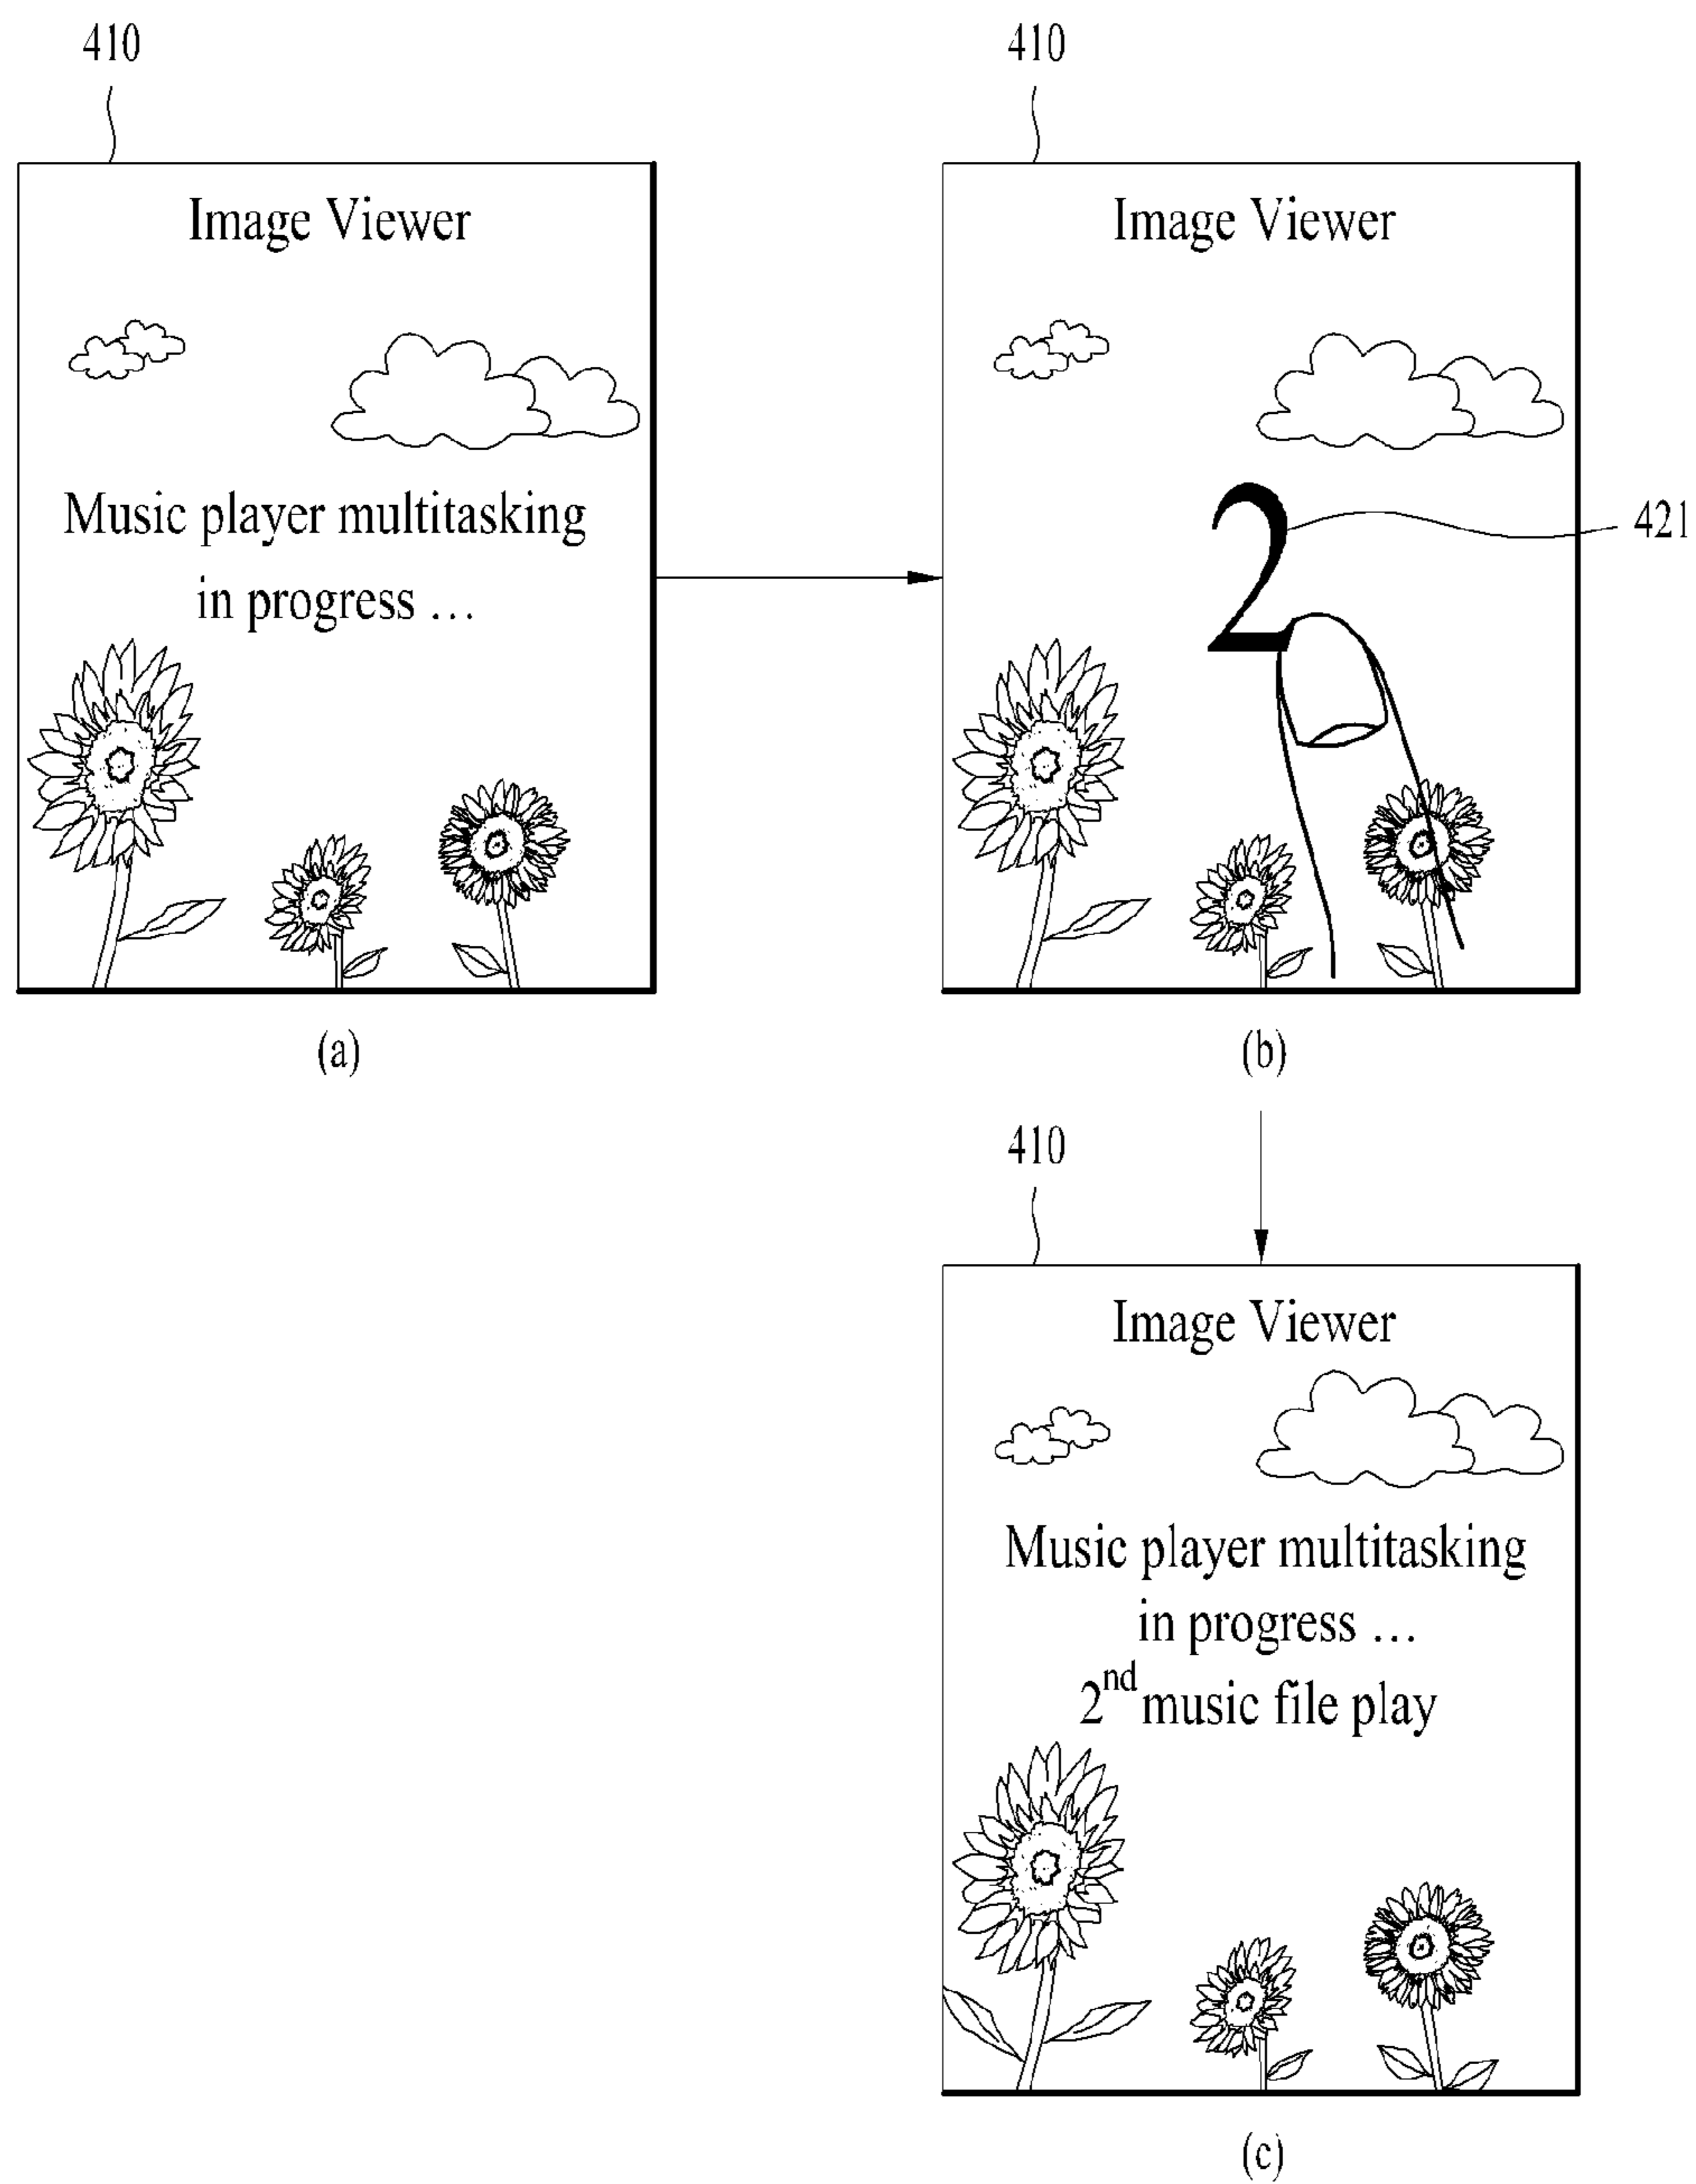 410
Image Viewer
Music player multitasking
in progress ...
(a)
410
Image Viewer
2
421
(b)
410
Image Viewer
Music player multitasking
in progress ...
2nd music file play
(c)